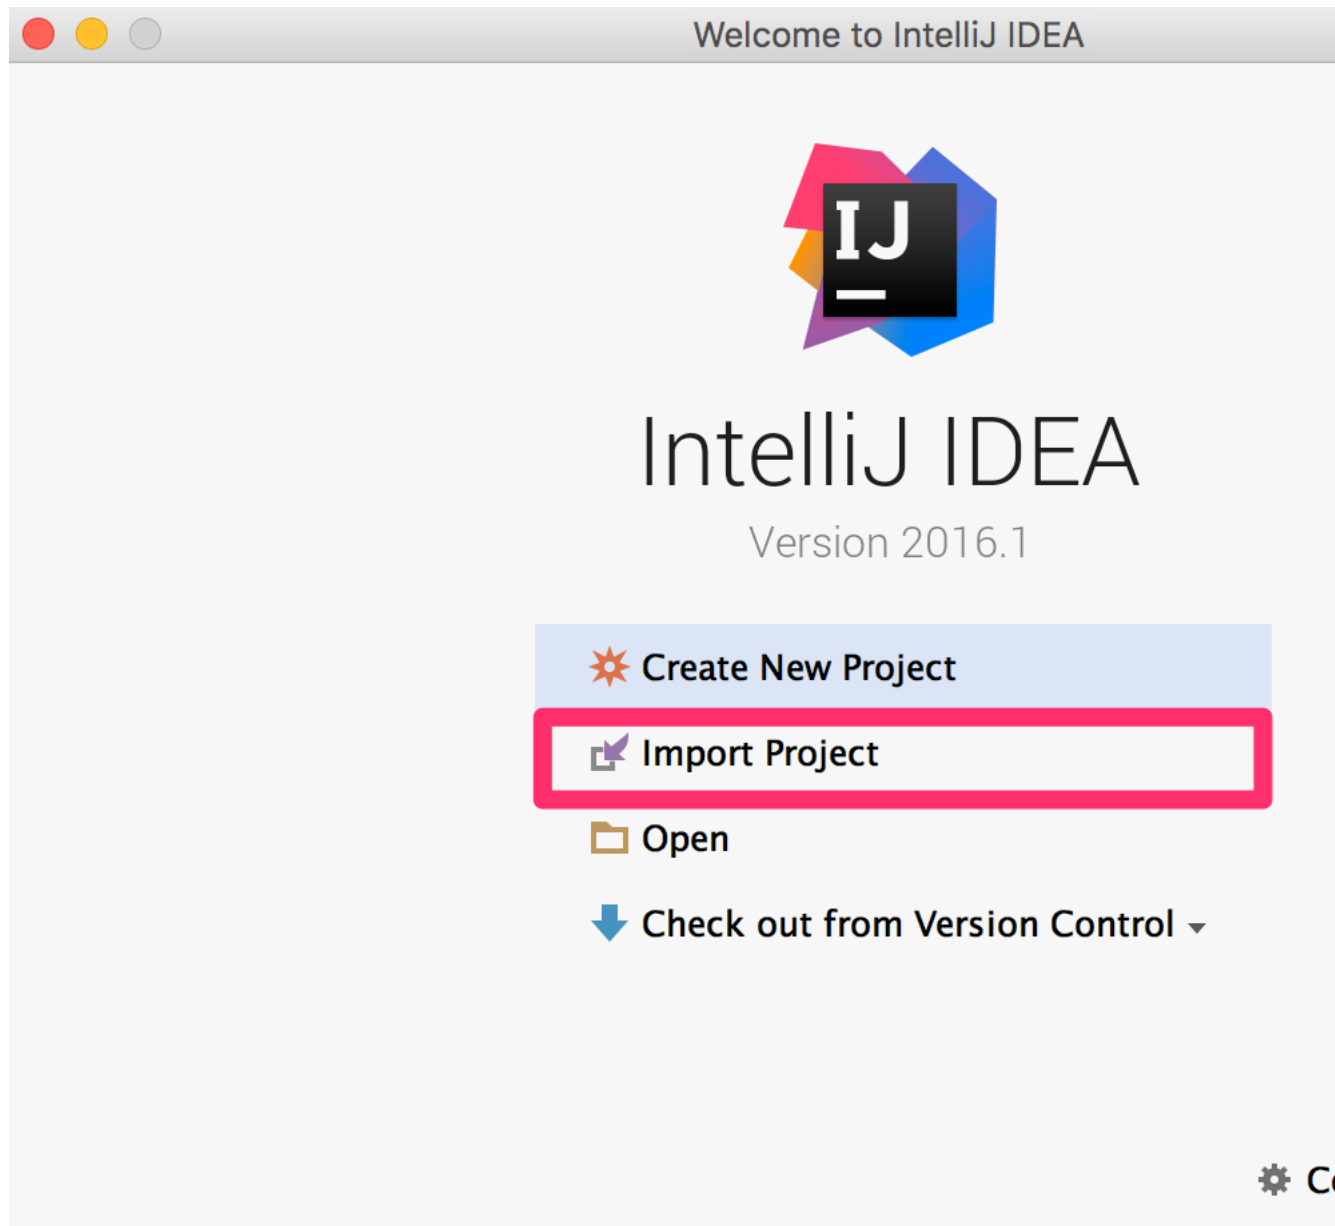 Welcome to IntelliJ IDEA
IJ
IntelliJ IDEA
Version 2016.1
Create New Project
Import Project
Open
Check out from Version Control